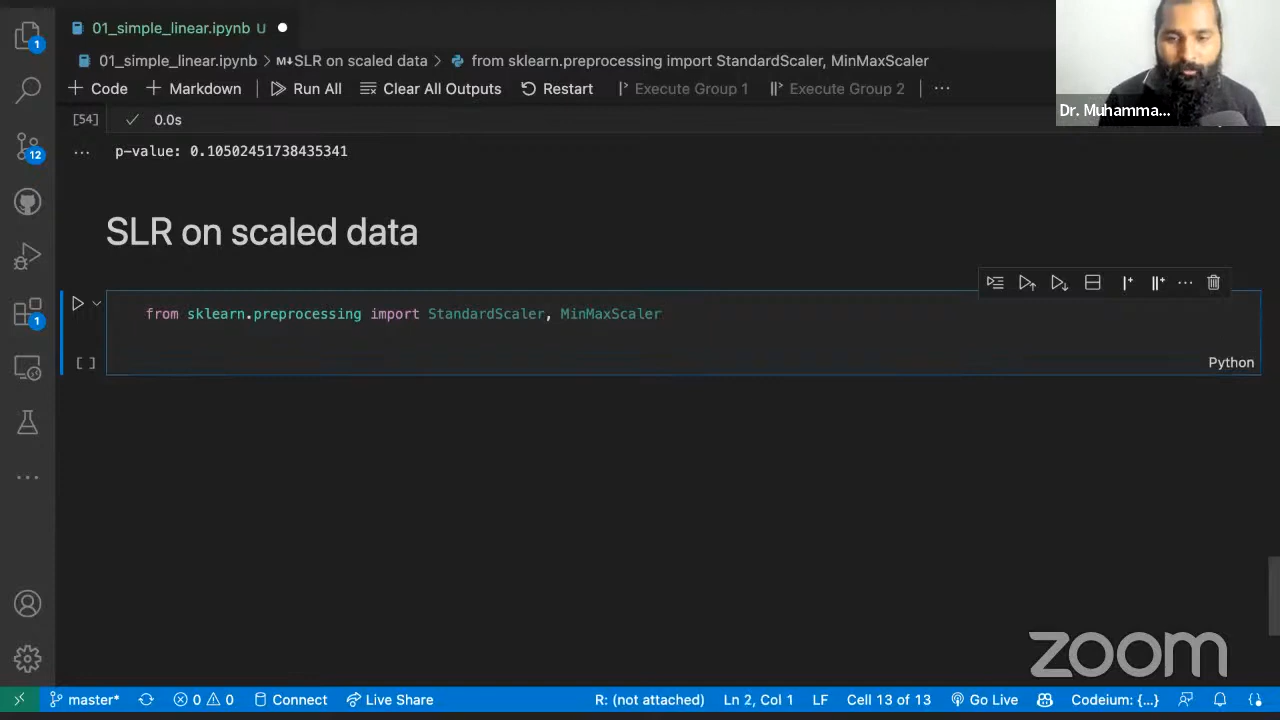 01_simple_linear.ipynb U
01_simple_linear.ipynb > M↓SLR on scaled data > from sklearn.preprocessing import StandardScaler, MinMaxScaler
+ Code + Markdown Run All Clear All Outputs Restart Execute Group 1 Execute Group 2 ...
Dr. Muhamma...
[54] ✓ 0.0s
... p-value: 0.10502451738435341
SLR on scaled data
from sklearn.preprocessing import StandardScaler, MinMaxScaler
[ ]
Python
1
12
1
zoom
master* 0 0 Connect Live Share R: (not attached) Ln 2, Col 1 LF Cell 13 of 13 Go Live Codeium: {...}